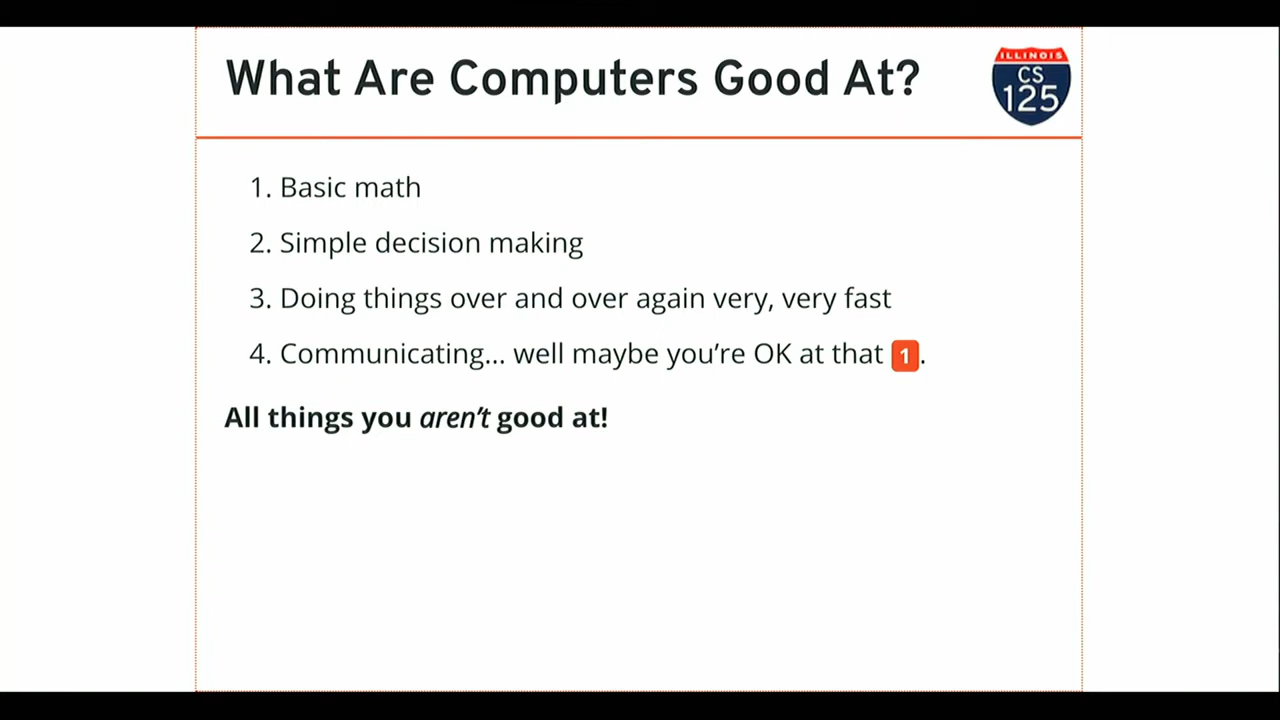 What Are Computers Good At?
ILLINOIS
CS
125
1. Basic math
2. Simple decision making
3. Doing things over and over again very, very fast
4. Communicating... well maybe you're OK at that 1.
All things you aren't good at!